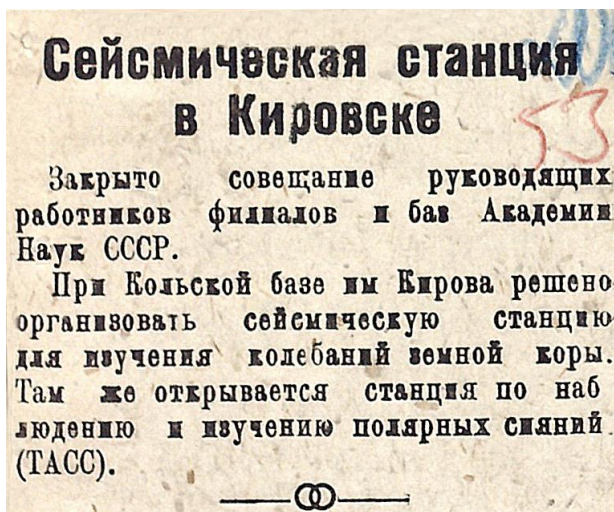 Сейсмическая станция
в Кировске
53
Закрыто совещание руководящих
работников филиалов и баз Академии
Наук СССР.
При Кольской базе им Кирова решено
организовать сейсмическую станцию
для изучения колебаний земной коры.
Там же открывается станция по наб
людению и изучению полярных сияний
(ТАСС).